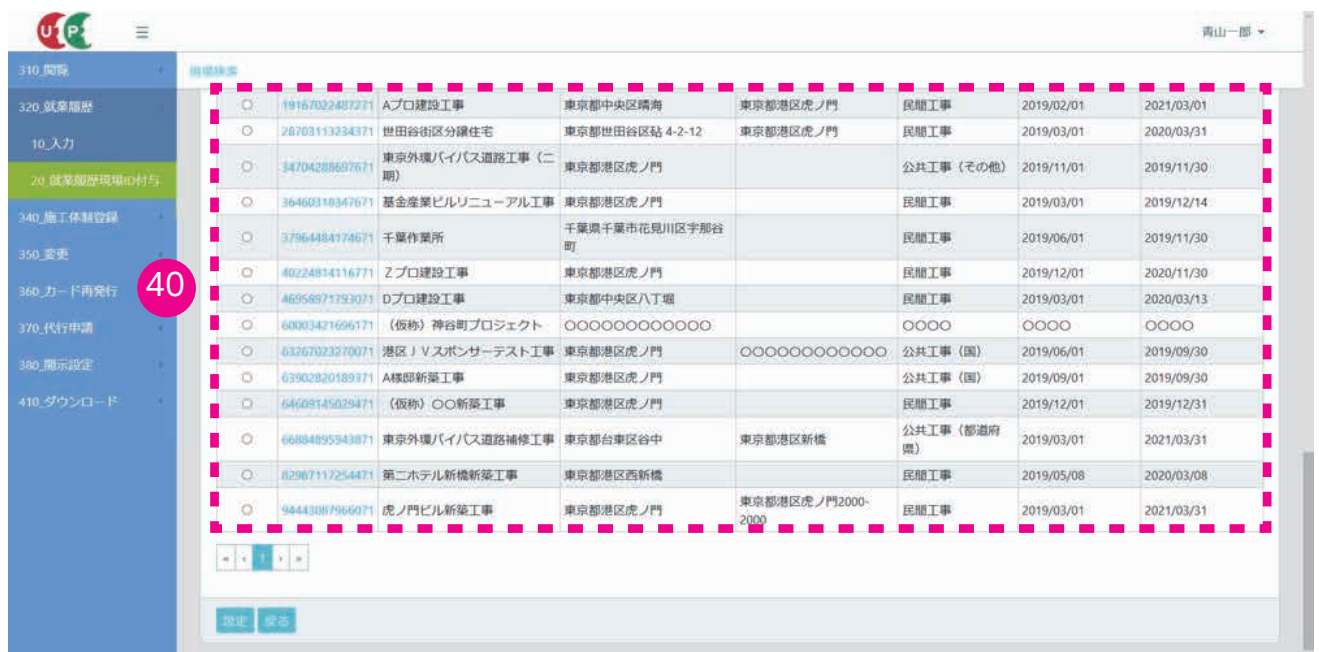 U P
青山一郎
310_閲覧
現場検索
320_就業履歴
10_入力
20_就業履歴現場ID付与
340_施工体制登録
350_変更
360_カード再発行
370_代行申請
380_開示設定
410_ダウンロード
40
19167022487271 Aプロ建設工事 東京都中央区晴海 東京都港区虎ノ門 民間工事 2019/02/01 2021/03/01
28703113234371 世田谷街区分譲住宅 東京都世田谷区砧 4-2-12 東京都港区虎ノ門 民間工事 2019/03/01 2020/03/31
34704288697671 東京外環バイパス道路工事（二期） 東京都港区虎ノ門 公共工事（その他） 2019/11/01 2019/11/30
36460318347671 基金産業ビルリニューアル工事 東京都港区虎ノ門 民間工事 2019/03/01 2019/12/14
37964484174671 千葉作業所 千葉県千葉市花見川区宇那谷町 民間工事 2019/06/01 2019/11/30
40224814116771 Zプロ建設工事 東京都港区虎ノ門 民間工事 2019/12/01 2020/11/30
46958971793071 Dプロ建設工事 東京都中央区八丁堀 民間工事 2019/03/01 2020/03/13
60003421696171 （仮称）神谷町プロジェクト 〇〇〇〇〇〇〇〇〇〇〇〇 〇〇〇〇 〇〇〇〇 〇〇〇〇
63267023270071 港区JVスポンサーテスト工事 東京都港区虎ノ門 〇〇〇〇〇〇〇〇〇〇〇〇 公共工事（国） 2019/06/01 2019/09/30
63902820189371 A様邸新築工事 東京都港区虎ノ門 公共工事（国） 2019/09/01 2019/09/30
64609145029471 （仮称）〇〇新築工事 東京都港区虎ノ門 民間工事 2019/12/01 2019/12/31
66884895943871 東京外環バイパス道路補修工事 東京都台東区谷中 東京都港区新橋 公共工事（都道府県） 2019/03/01 2021/03/31
82987117254471 第二ホテル新橋新築工事 東京都港区西新橋 民間工事 2019/05/08 2020/03/08
94443087966071 虎ノ門ビル新築工事 東京都港区虎ノ門 東京都港区虎ノ門2000-2000 民間工事 2019/03/01 2021/03/31
« ‹ 1 › »
設定 戻る